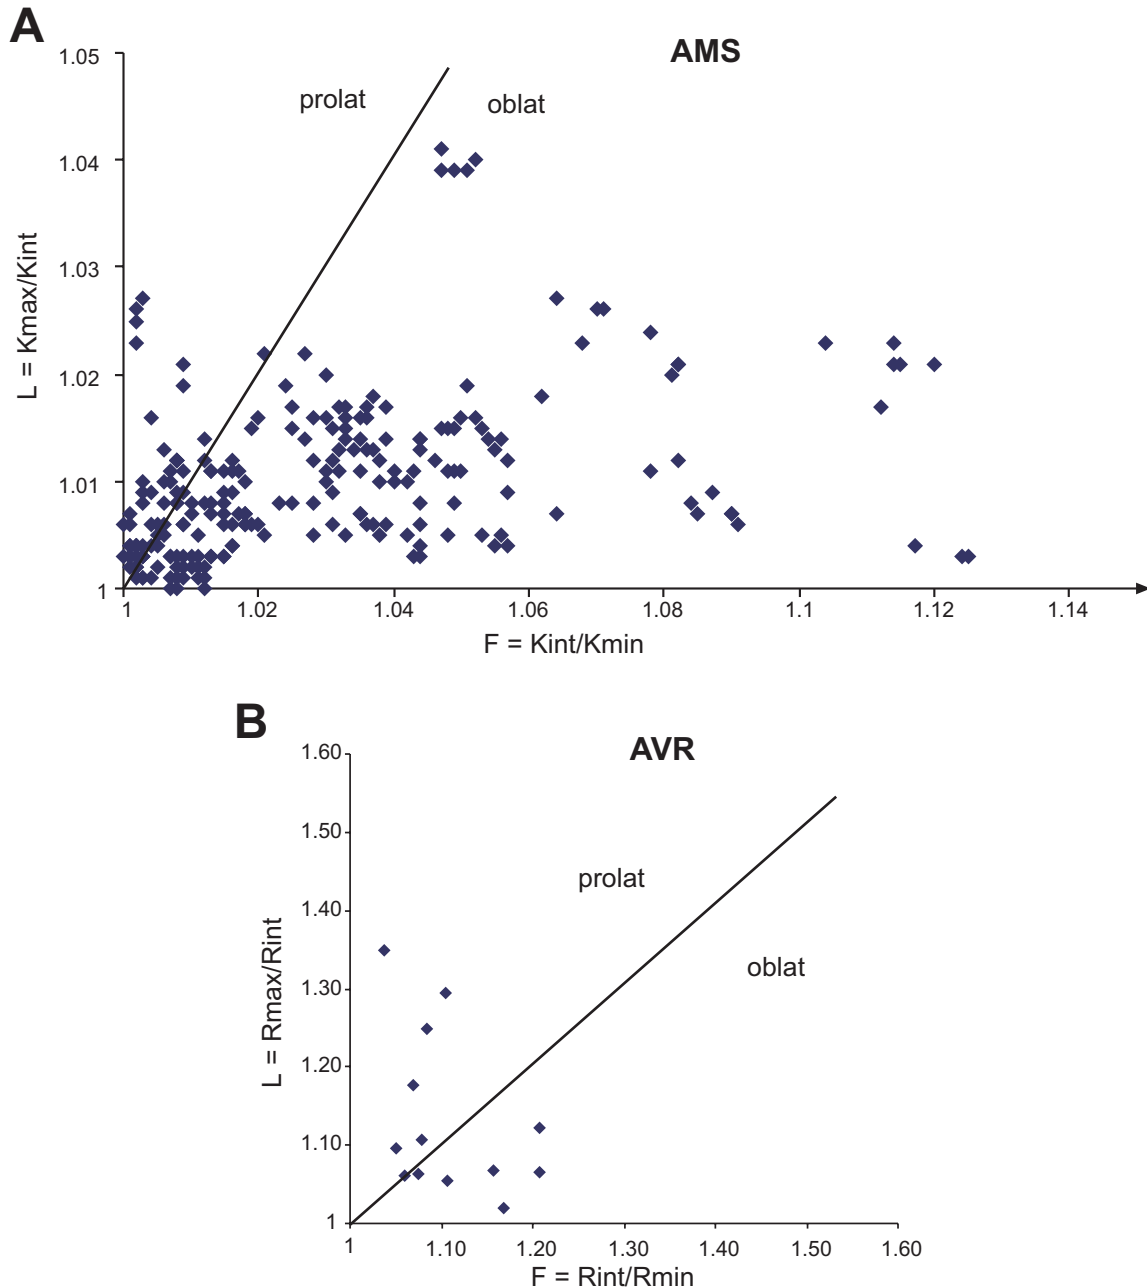 A
AMS
1.05
prolat
oblat
1.04
1.03
L = Kmax/Kint
1.02
1.01
1
1 1.02 1.04 1.06 1.08 1.1 1.12 1.14
F = Kint/Kmin
B
AVR
1.60
1.50
prolat
1.40
oblat
1.30
L = Rmax/Rint
1.20
1.10
1
1 1.10 1.20 1.30 1.40 1.50 1.60
F = Rint/Rmin